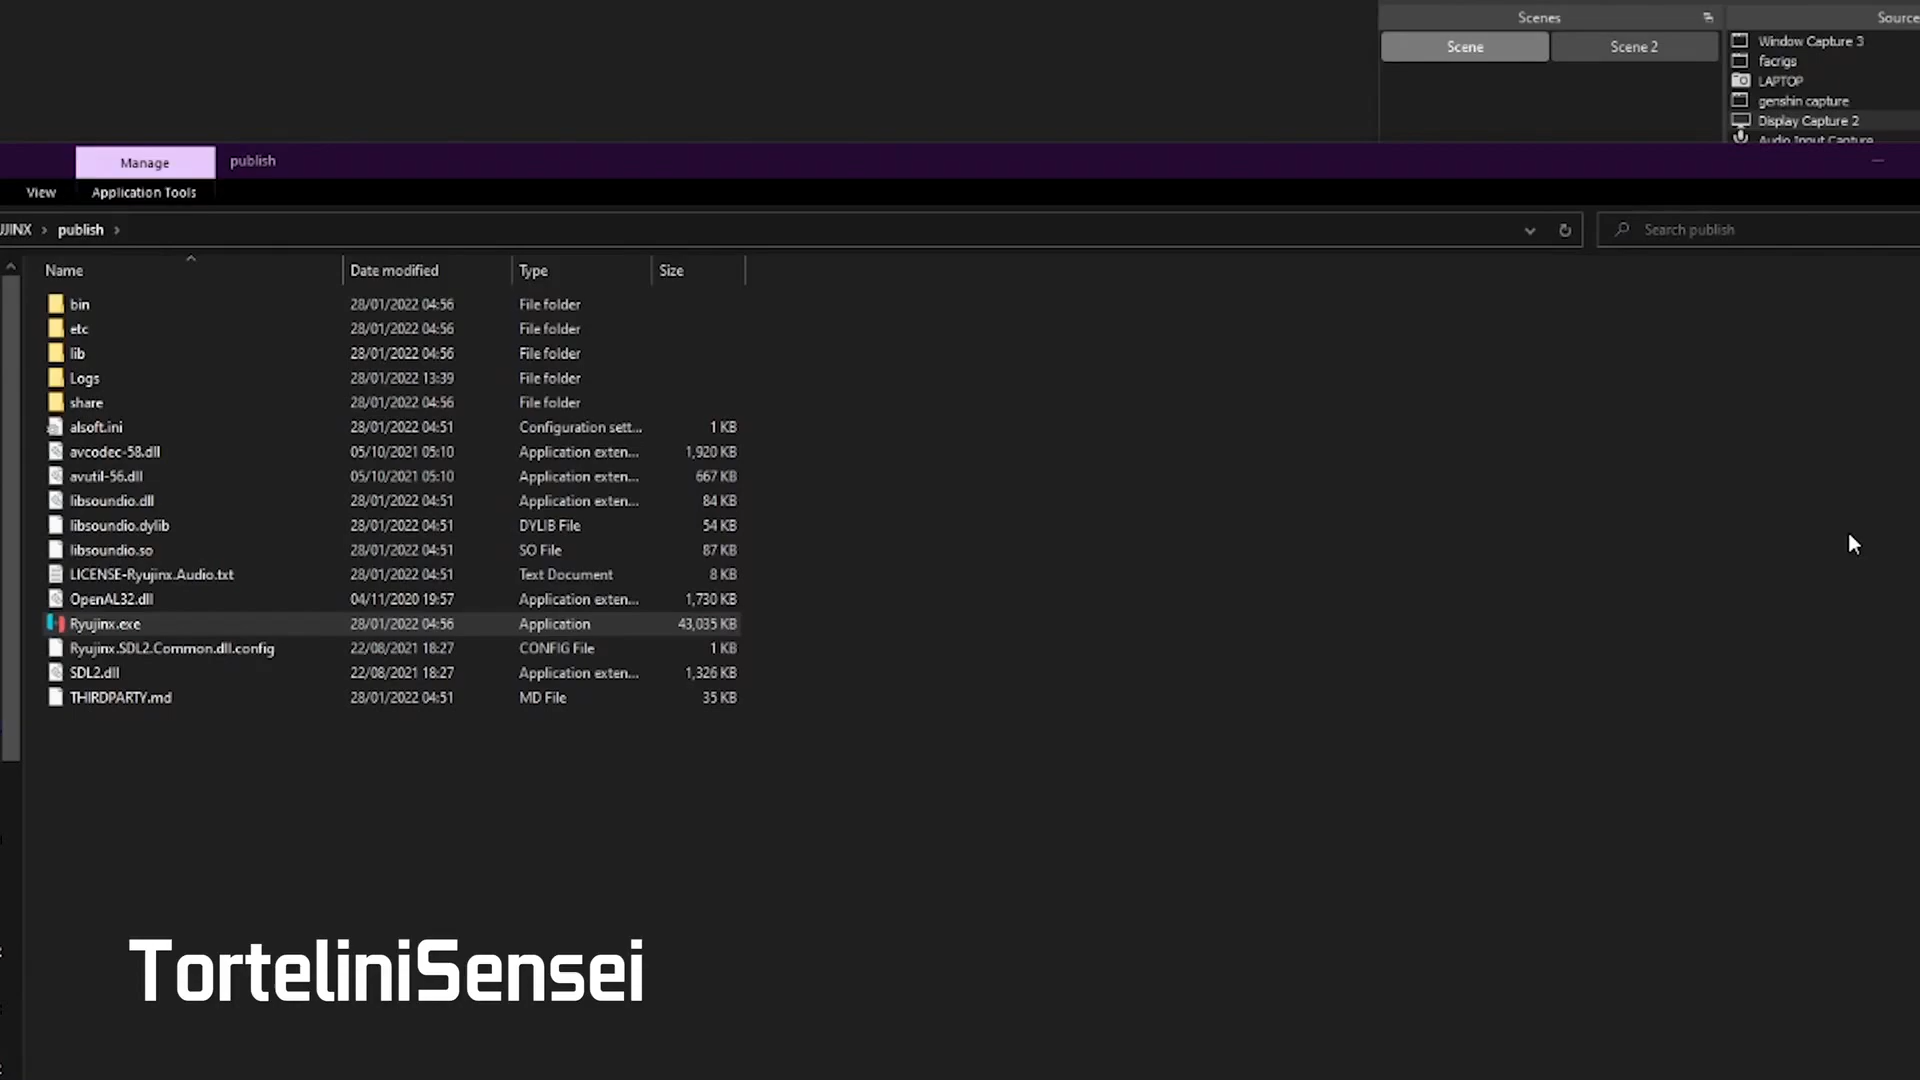 Scenes
Source
Scene
Scene 2
Window Capture 3
facrigs
LAPTOP
genshin capture
Display Capture 2
Audio Input Capture
Manage
publish
View
Application Tools
UJINX > publish >
Search publish
Name Date modified Type Size
bin 28/01/2022 04:56 File folder
etc 28/01/2022 04:56 File folder
lib 28/01/2022 04:56 File folder
Logs 28/01/2022 13:39 File folder
share 28/01/2022 04:56 File folder
alsoft.ini 28/01/2022 04:51 Configuration sett... 1 KB
avcodec-58.dll 05/10/2021 05:10 Application exten... 1,920 KB
avutil-56.dll 05/10/2021 05:10 Application exten... 667 KB
libsoundio.dll 28/01/2022 04:51 Application exten... 84 KB
libsoundio.dylib 28/01/2022 04:51 DYLIB File 54 KB
libsoundio.so 28/01/2022 04:51 SO File 87 KB
LICENSE-Ryujinx.Audio.txt 28/01/2022 04:51 Text Document 8 KB
OpenAL32.dll 04/11/2020 19:57 Application exten... 1,730 KB
Ryujinx.exe 28/01/2022 04:56 Application 43,035 KB
Ryujinx.SDL2.Common.dll.config 22/08/2021 18:27 CONFIG File 1 KB
SDL2.dll 22/08/2021 18:27 Application exten... 1,326 KB
THIRDPARTY.md 28/01/2022 04:51 MD File 35 KB
TorteliniSensei